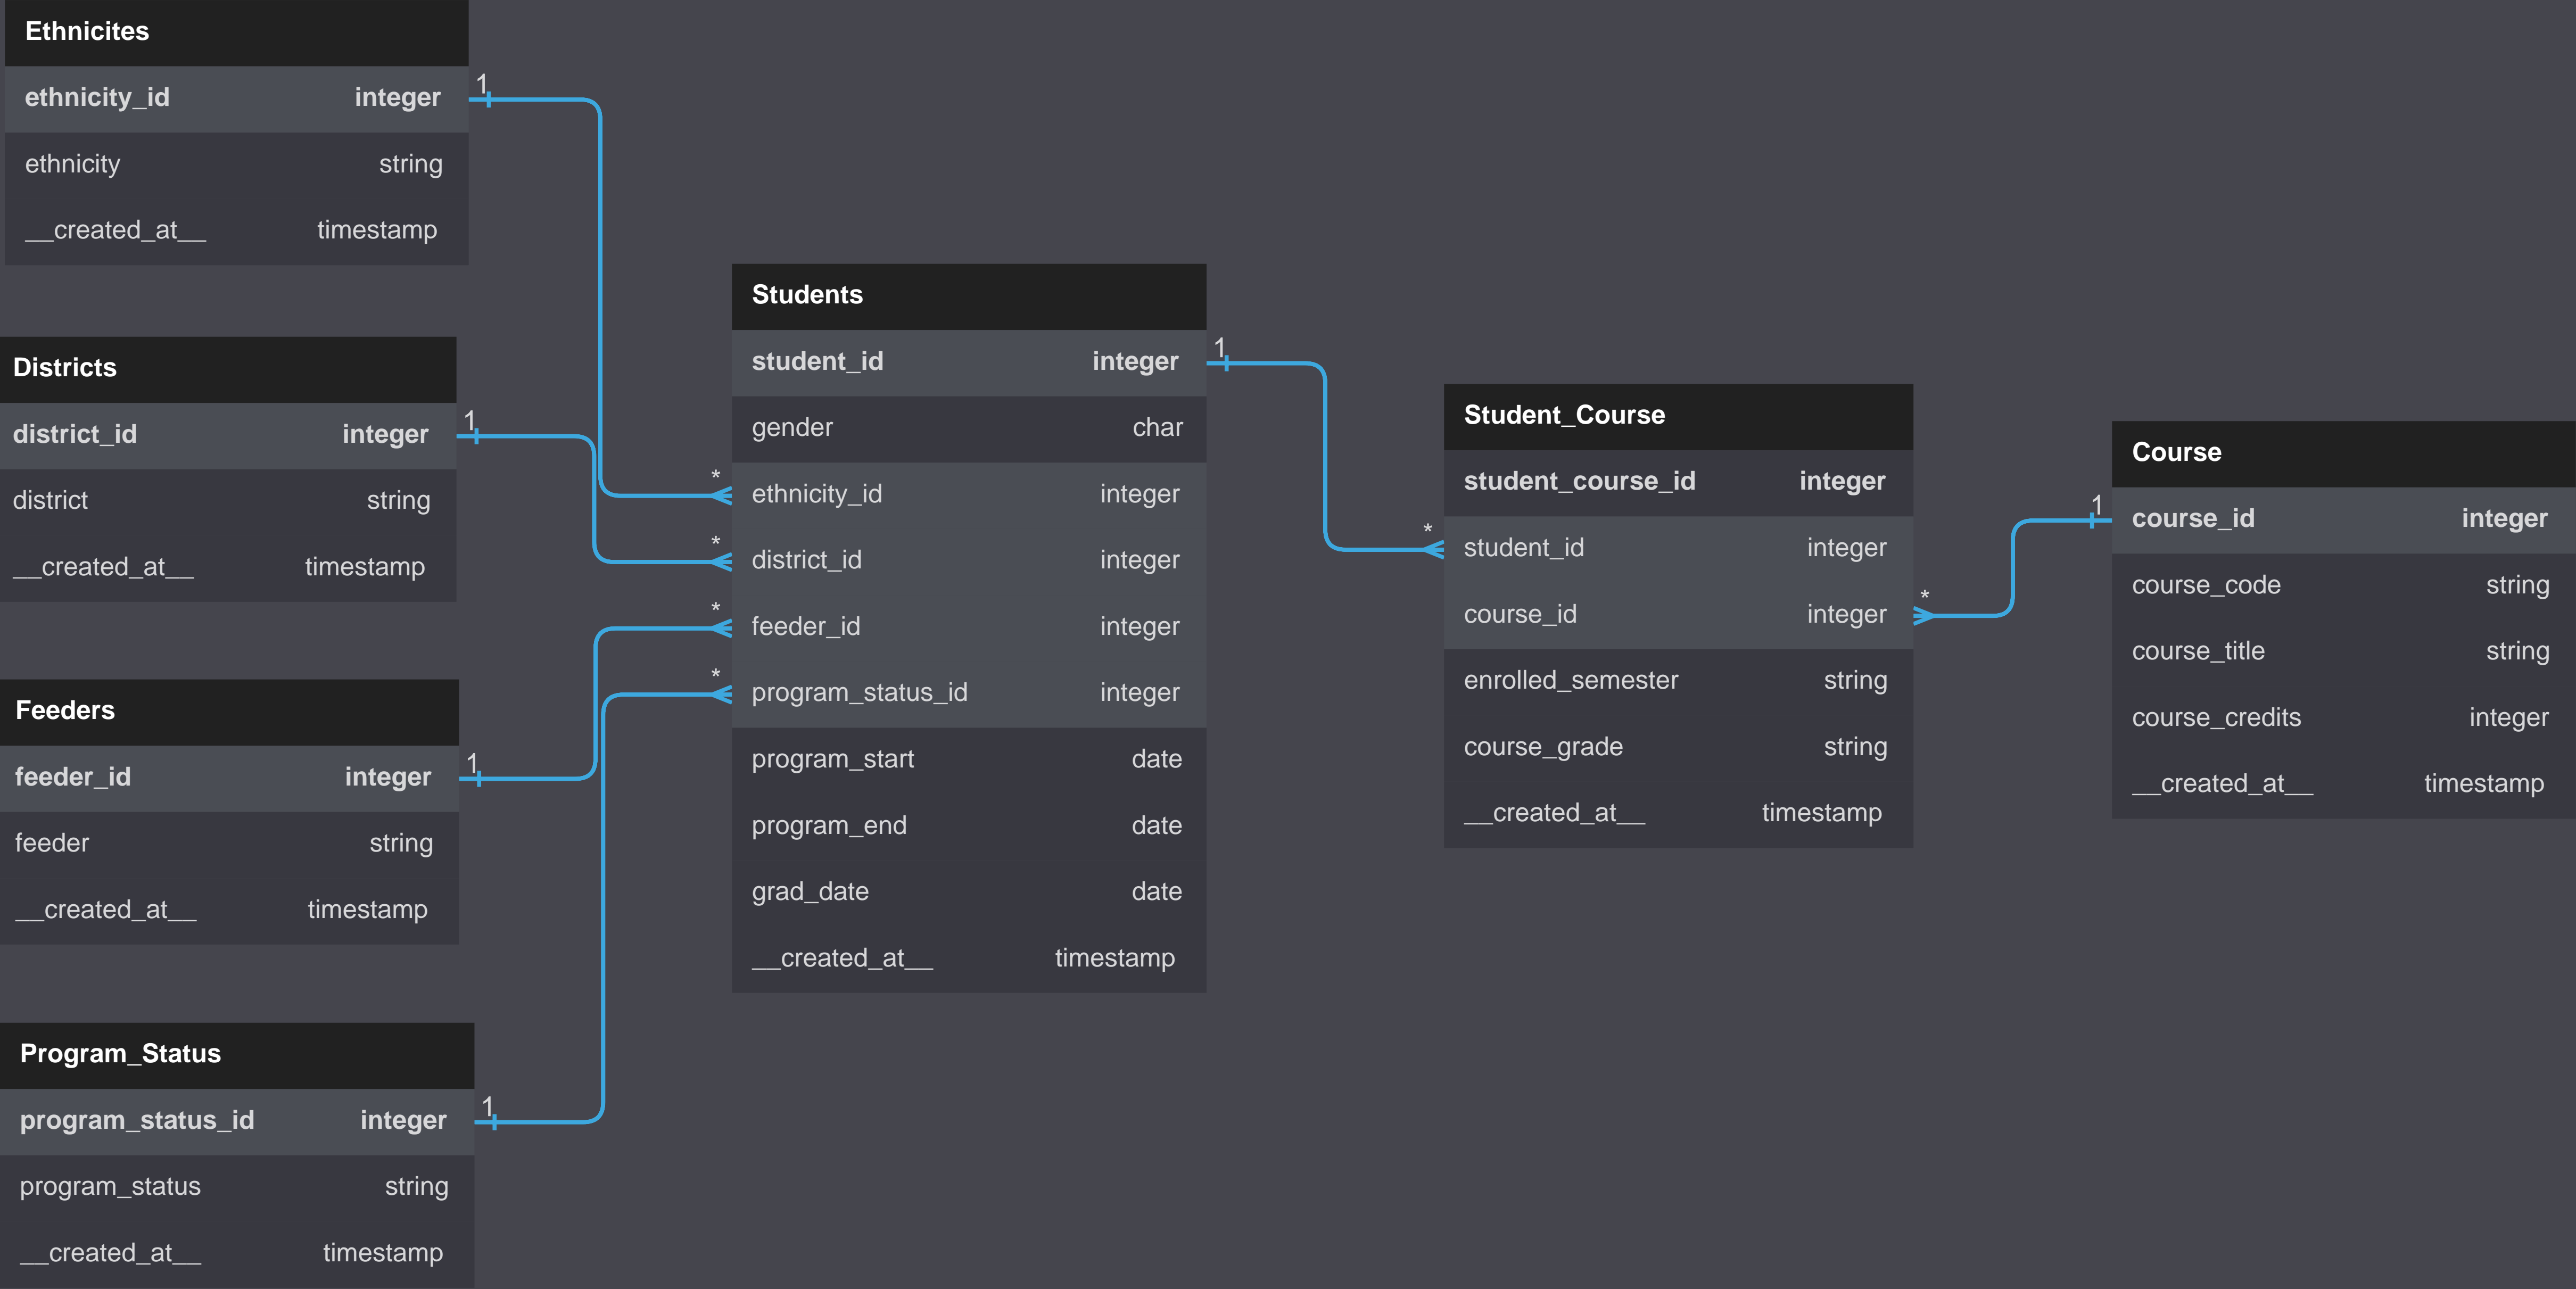 Ethnicites
ethnicity_id integer
ethnicity string
__created_at__ timestamp
1
Districts
district_id integer
district string
__created_at__ timestamp
1
Feeders
feeder_id integer
feeder string
__created_at__ timestamp
1
Program_Status
program_status_id integer
program_status string
__created_at__ timestamp
1
Students
student_id integer
gender char
ethnicity_id integer
district_id integer
feeder_id integer
program_status_id integer
program_start date
program_end date
grad_date date
__created_at__ timestamp
1
*
*
*
*
Student_Course
student_course_id integer
student_id integer
course_id integer
enrolled_semester string
course_grade string
__created_at__ timestamp
*
*
Course
course_id integer
course_code string
course_title string
course_credits integer
__created_at__ timestamp
1